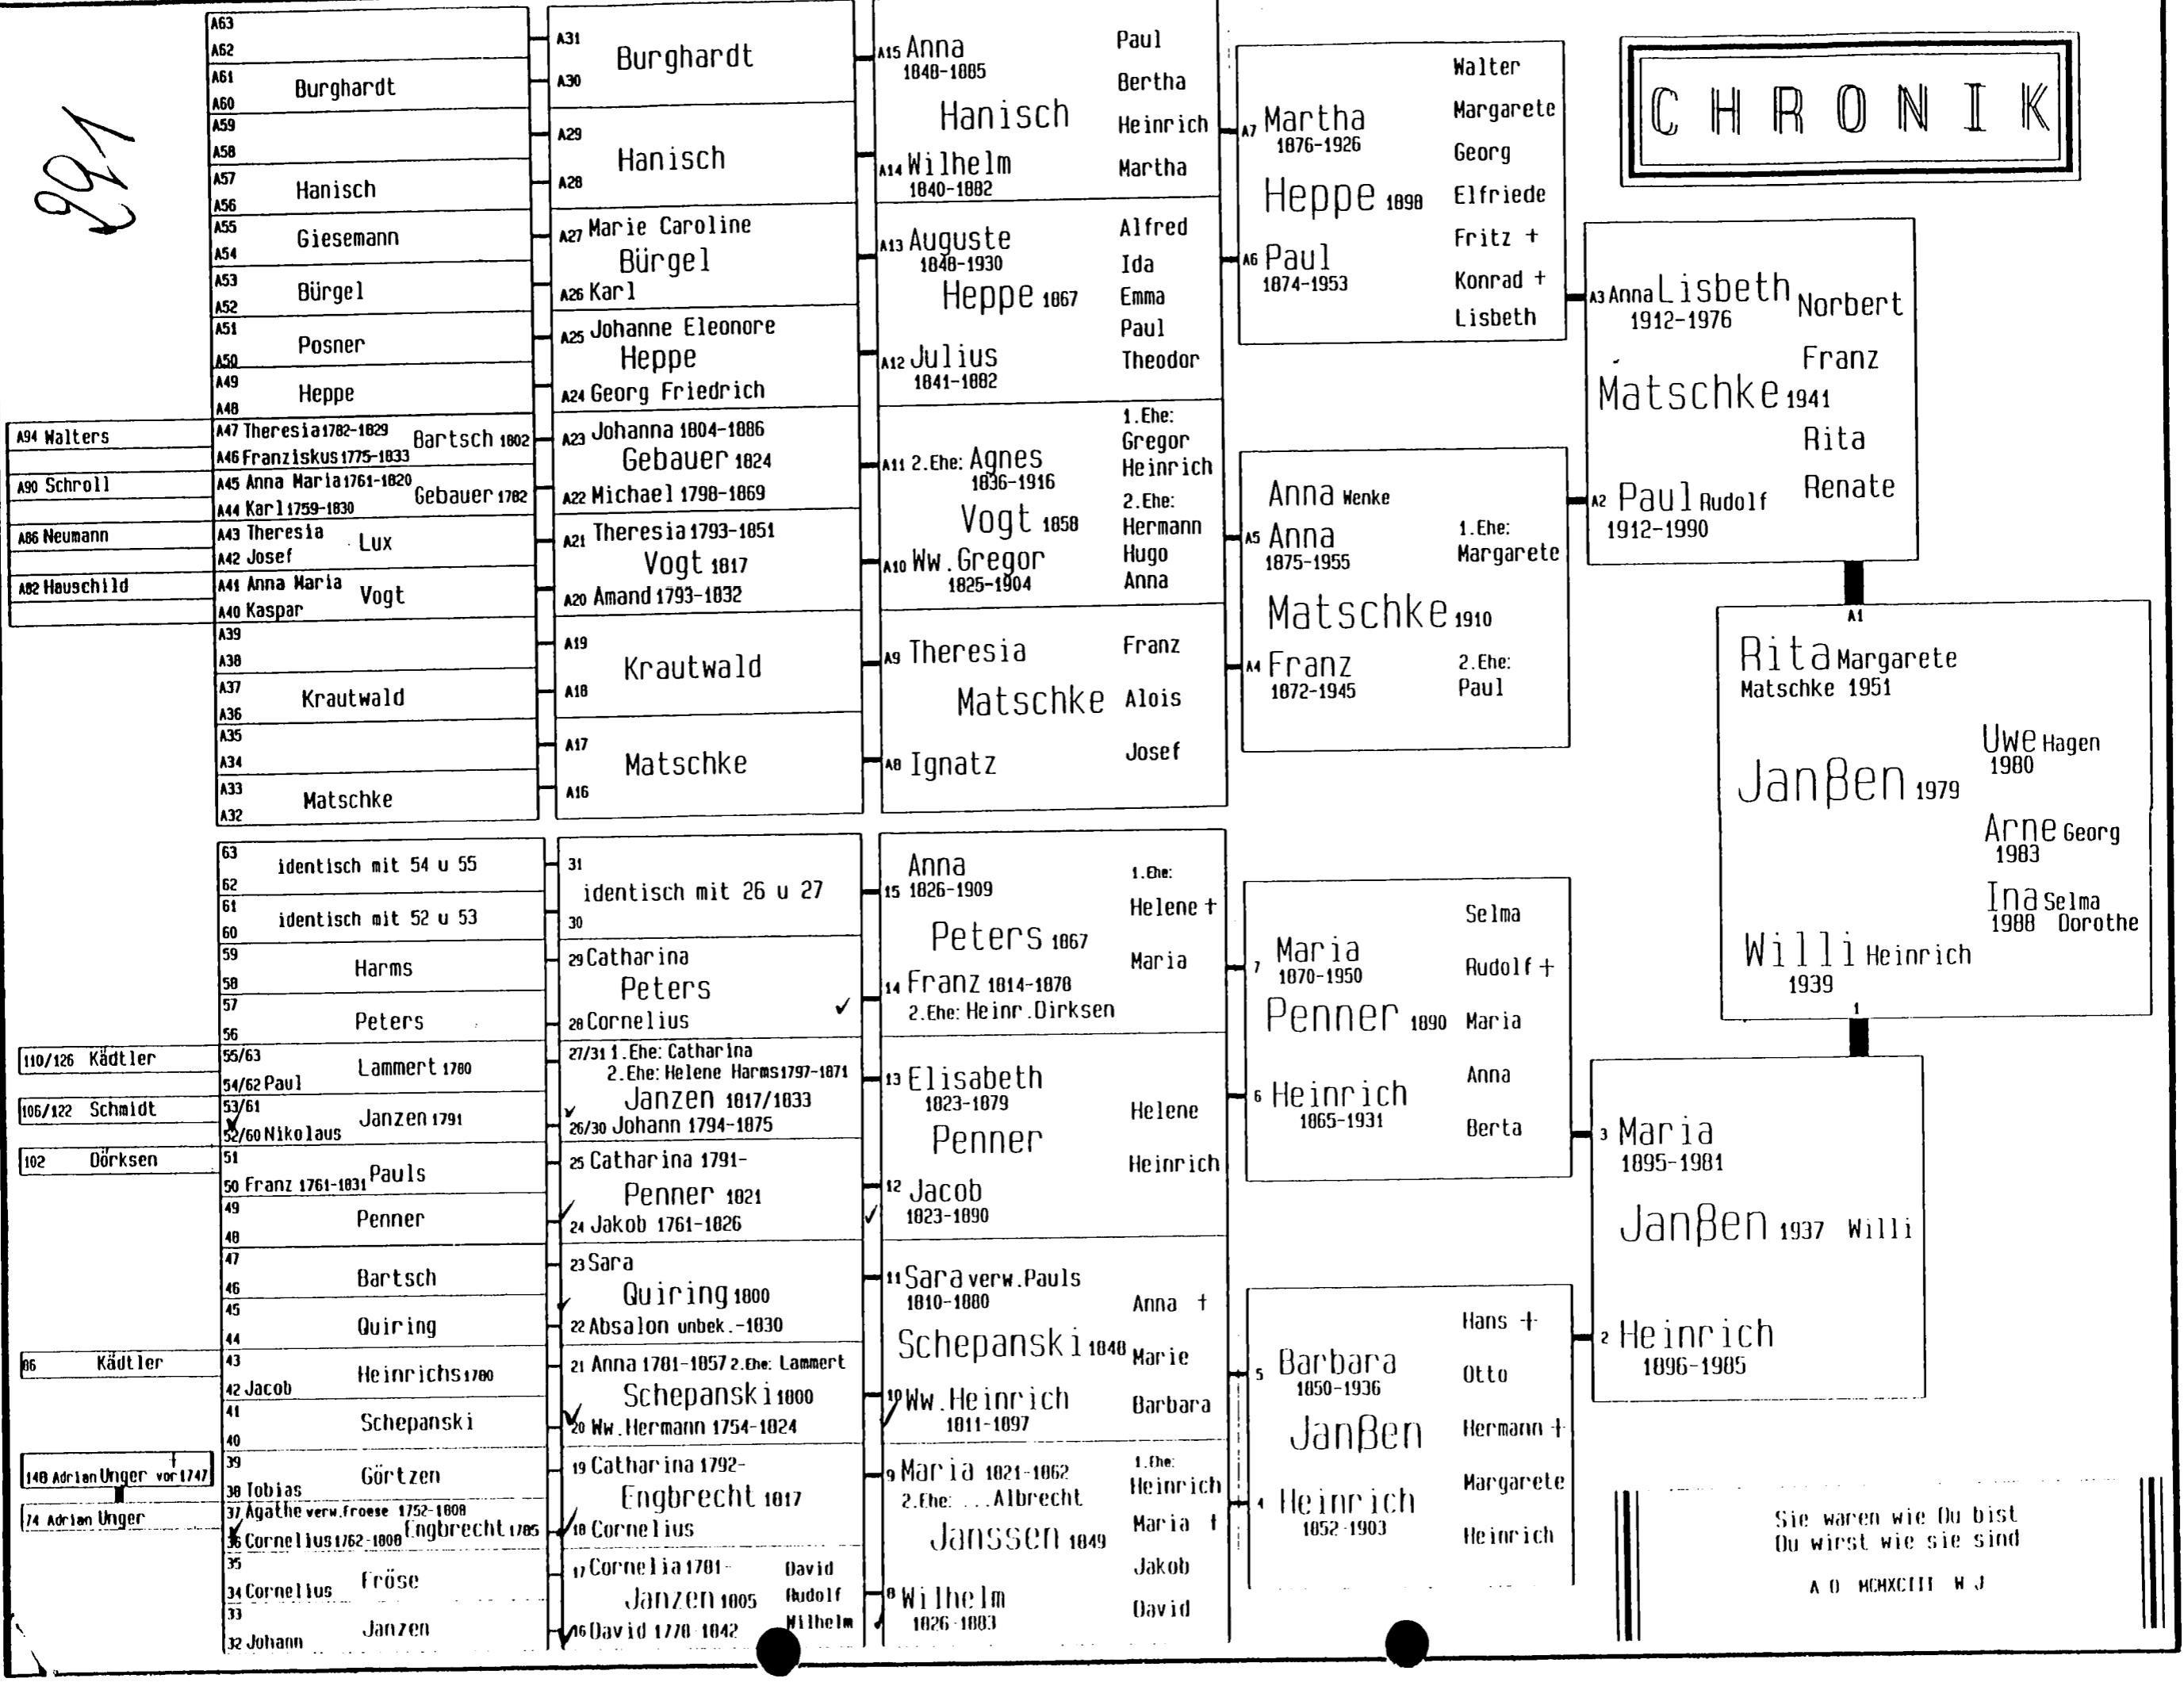 291
CHRONIK
A63
A62
A61
Burghardt
A60
A59
A58
A57
Hanisch
A56
A55
Giesemann
A54
A53
Bürgel
A52
A51
Posner
A50
A49
Heppe
A48
A94 Walters
A47 Theresia 1782-1829
Bartsch 1802
A46 Franziskus 1775-1833
A90 Schroll
A45 Anna Maria 1761-1820
Gebauer 1782
A44 Karl 1759-1830
A86 Neumann
A43 Theresia
Lux
A42 Josef
A82 Hauschild
A41 Anna Maria
Vogt
A40 Kaspar
A39
A38
A37
Krautwald
A36
A35
A34
A33
Matschke
A32
A31
Burghardt
A30
A29
Hanisch
A28
A27 Marie Caroline
Bürgel
A26 Karl
A25 Johanne Eleonore
Heppe
A24 Georg Friedrich
A23 Johanna 1804-1886
Gebauer 1824
A22 Michael 1798-1869
A21 Theresia 1793-1851
Vogt 1817
A20 Amand 1793-1832
A19
Krautwald
A18
A17
Matschke
A16
A15 Anna
1848-1885
Hanisch
A14 Wilhelm
1840-1882
Paul
Bertha
Heinrich
Martha
A13 Auguste
1848-1930
Heppe 1867
A12 Julius
1841-1882
Alfred
Ida
Emma
Paul
Theodor
A11 2.Ehe: Agnes
1836-1916
Vogt 1858
A10 Ww. Gregor
1825-1904
1.Ehe:
Gregor
Heinrich
2.Ehe:
Hermann
Hugo
Anna
A9 Theresia
Matschke
A8 Ignatz
Franz
Alois
Josef
A7 Martha
1876-1926
Heppe 1898
A6 Paul
1874-1953
Walter
Margarete
Georg
Elfriede
Fritz +
Konrad +
Lisbeth
Anna Wenke
A5 Anna
1875-1955
Matschke 1910
A4 Franz
1872-1945
1.Ehe:
Margarete
2.Ehe:
Paul
A3 Anna Lisbeth
1912-1976
Matschke 1941
A2 Paul Rudolf
1912-1990
Norbert
Franz
Rita
Renate
A1
Rita Margarete
Matschke 1951
Janßen 1979
Willi Heinrich
1939
1
Uwe Hagen
1980
Arne Georg
1983
Ina Selma
1988 Dorothe
63
identisch mit 54 u 55
62
61
identisch mit 52 u 53
60
59
Harms
58
57
Peters
56
110/126 Kädtler
55/63
Lammert 1780
54/62 Paul
106/122 Schmidt
53/61
Janzen 1791
52/60 Nikolaus
102 Dörksen
51
Pauls
50 Franz 1761-1831
49
Penner
48
47
Bartsch
46
45
Quiring
44
86 Kädtler
43
Heinrichs 1780
42 Jacob
41
Schepanski
40
39
Görtzen
38 Tobias
148 Adrian Unger vor 1747 +
74 Adrian Unger
37 Agathe verw. Froese 1752-1808
Engbrecht 1785
36 Cornelius 1762-1808
35
Fröse
34 Cornelius
33
Janzen
32 Johann
31
identisch mit 26 u 27
30
29 Catharina
Peters
28 Cornelius
27/31 1.Ehe: Catharina
2.Ehe: Helene Harms 1797-1871
Janzen 1817/1833
26/30 Johann 1794-1875
25 Catharina 1791-
Penner 1821
24 Jakob 1761-1826
23 Sara
Quiring 1800
22 Absalon unbek.-1830
21 Anna 1781-1857 2.Ehe: Lammert
Schepanski 1800
20 Ww. Hermann 1754-1824
19 Catharina 1792-
Engbrecht 1817
18 Cornelius
17 Cornelia 1781-
Janzen 1805
16 David 1778-1842
David
Rudolf
Wilhelm
Anna
15 1826-1909
Peters 1867
14 Franz 1814-1878
2.Ehe: Heinr. Dirksen
1.Ehe:
Helene +
Maria
13 Elisabeth
1823-1879
Penner
12 Jacob
1823-1890
Helene
Heinrich
11 Sara verw. Pauls
1810-1880
Schepanski 1848
10 Ww. Heinrich
1811-1897
Anna +
Marie
Barbara
9 Maria 1821-1862
2.Ehe: ...Albrecht
Janssen 1849
8 Wilhelm
1826-1883
1.Ehe:
Heinrich
Maria +
Jakob
David
7 Maria
1870-1950
Penner 1890
6 Heinrich
1865-1931
Selma
Rudolf +
Maria
Anna
Berta
5 Barbara
1850-1936
Janßen
4 Heinrich
1852-1903
Hans +
Otto
Hermann +
Margarete
Heinrich
3 Maria
1895-1981
Janßen 1937 Willi
2 Heinrich
1896-1985
Sie waren wie Du bist
Du wirst wie sie sind
A D MCMXCIII W J